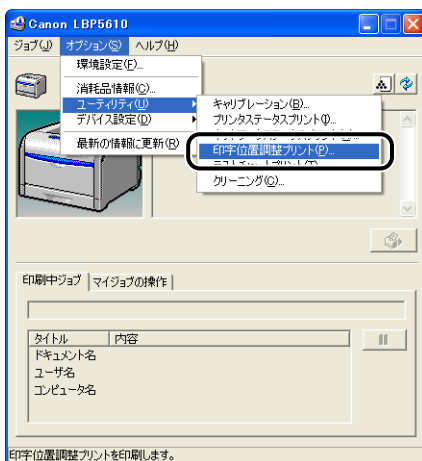 Canon LBP5610
ジョブ(J) オプション(S) ヘルプ(H)
環境設定(F)...
消耗品情報(C)...
ユーティリティ(U)
デバイス設定(D)
最新の情報に更新(R)
キャリブレーション(B)...
プリンタステータスプリント(I)...
印字位置調整プリント(P)...
クリーニング(C)...
印刷中ジョブ マイジョブの操作
タイトル 内容
ドキュメント名
ユーザ名
コンピュータ名
印字位置調整プリントを印刷します。